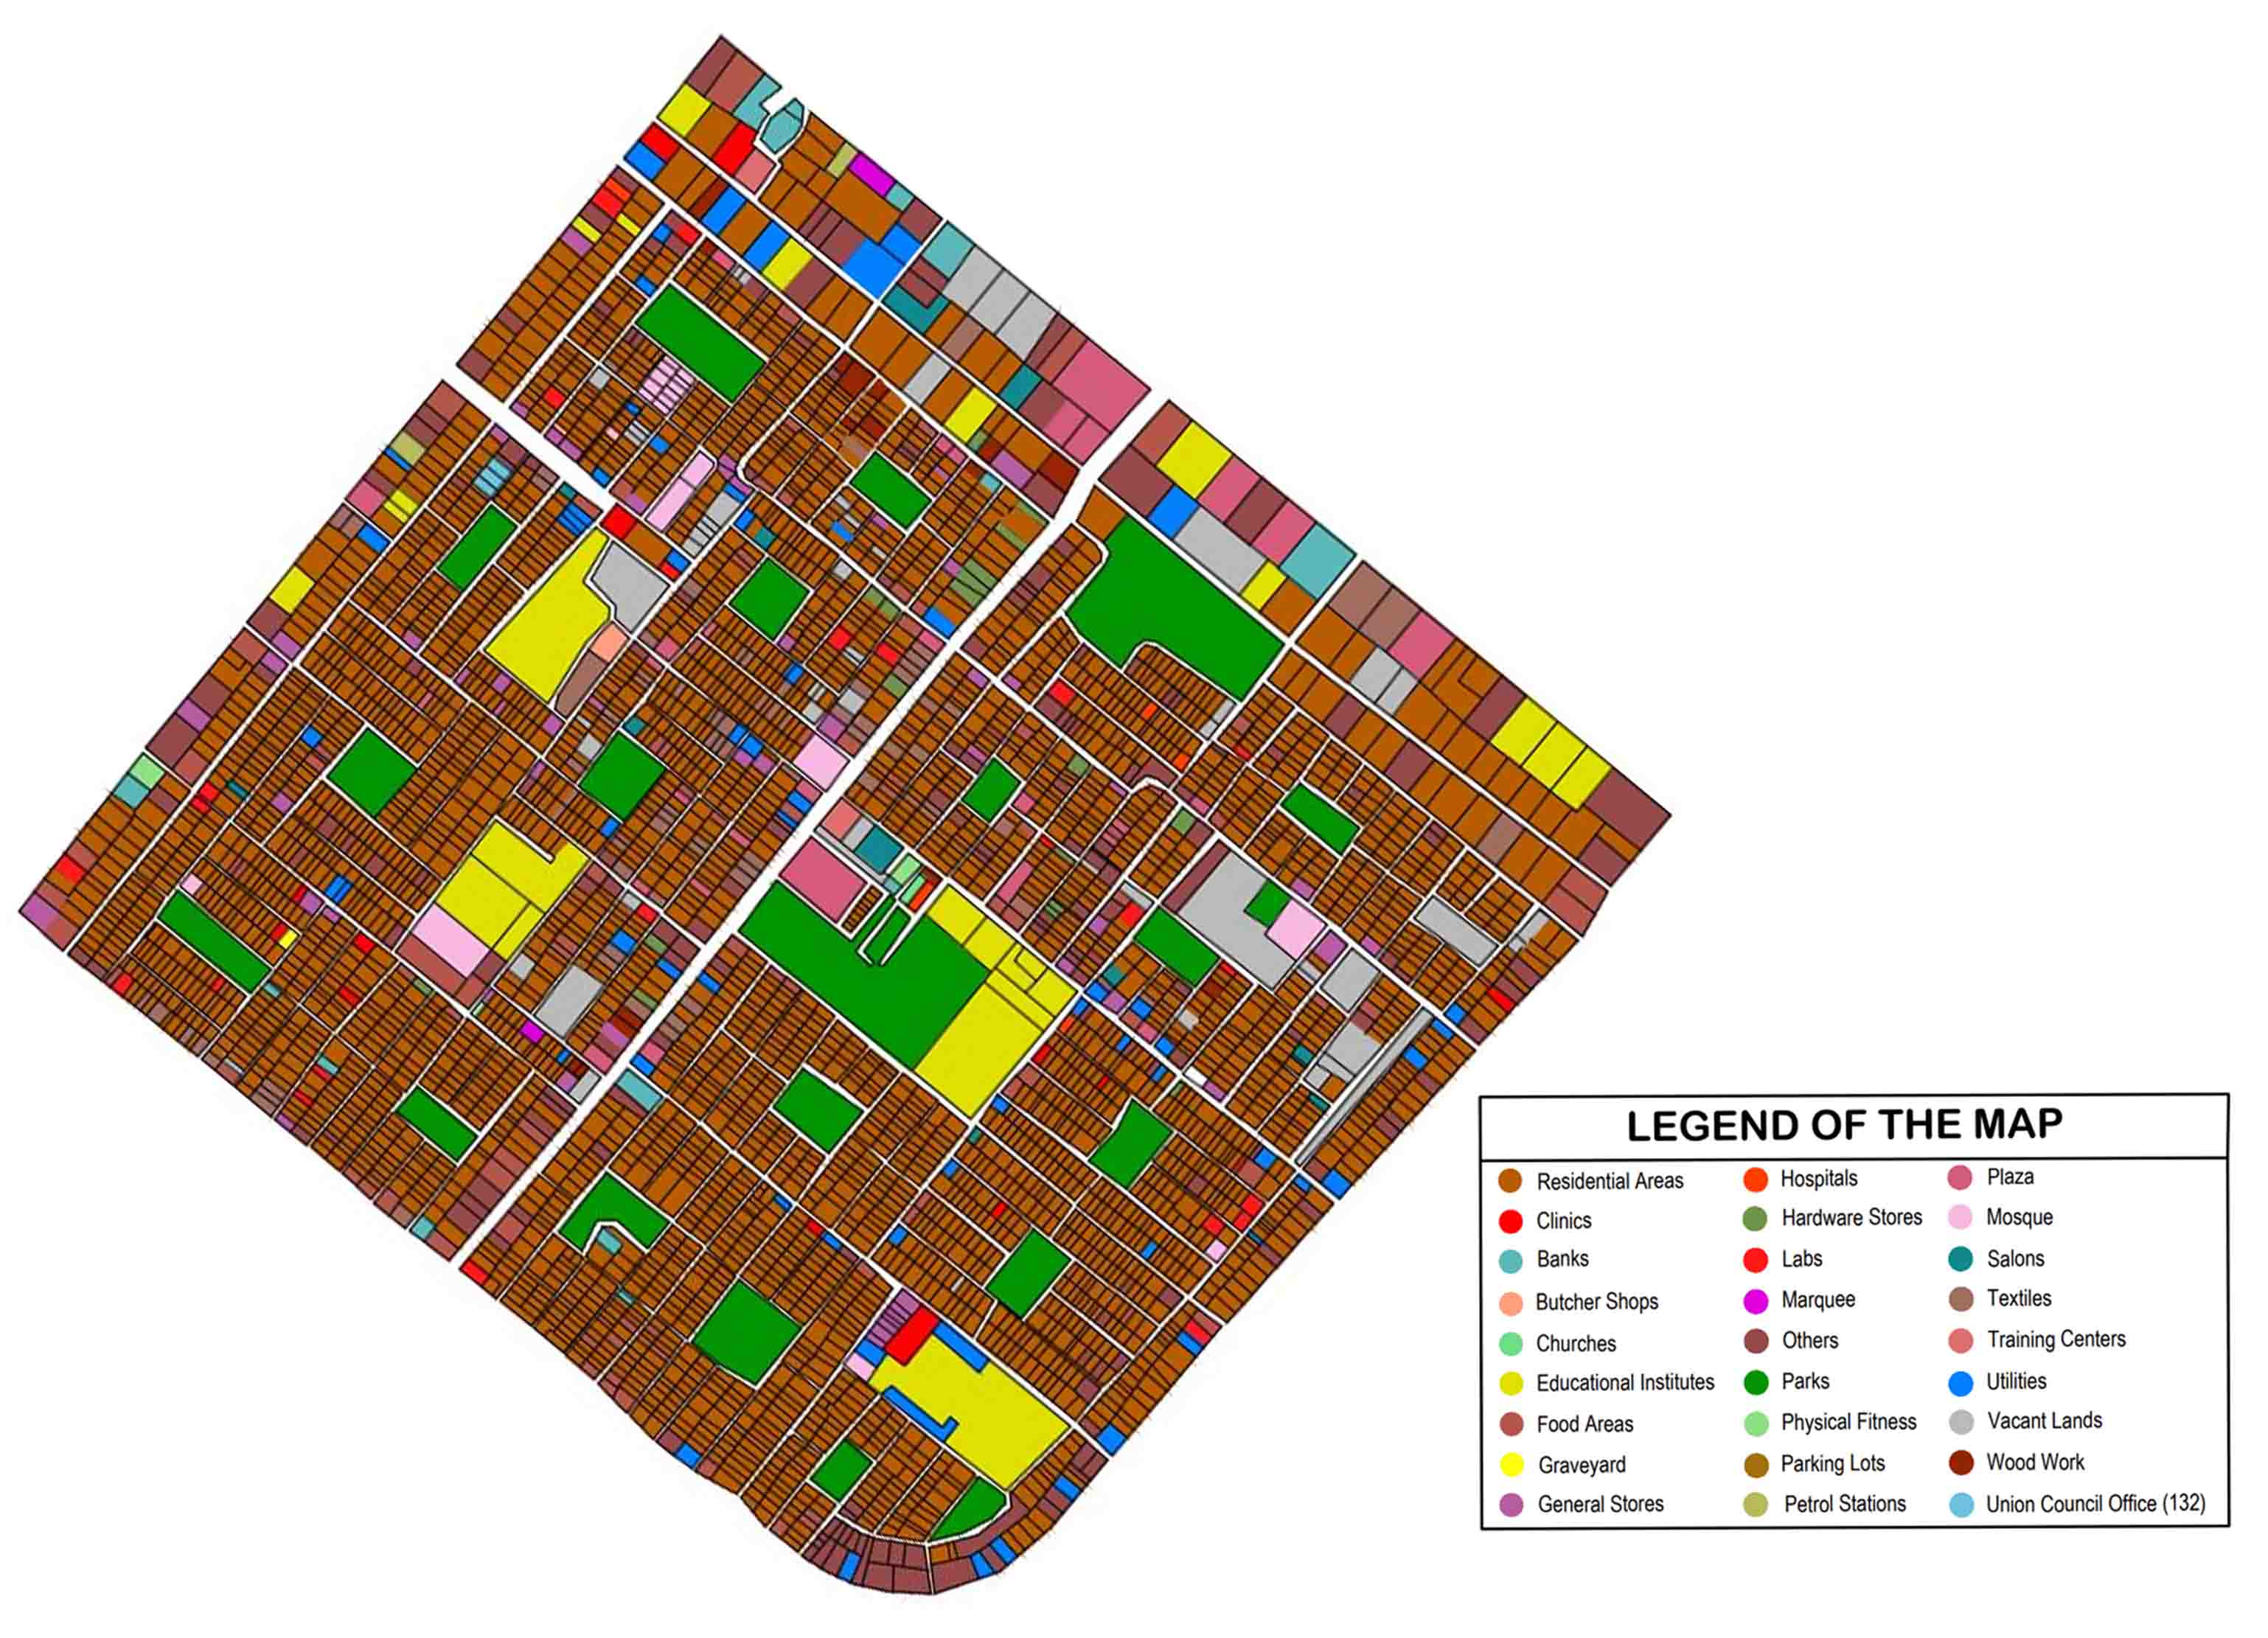 LEGEND OF THE MAP
Residential Areas
Hospitals
Plaza
Clinics
Hardware Stores
Mosque
Banks
Labs
Salons
Butcher Shops
Marquee
Textiles
Churches
Others
Training Centers
Educational Institutes
Parks
Utilities
Food Areas
Physical Fitness
Vacant Lands
Graveyard
Parking Lots
Wood Work
General Stores
Petrol Stations
Union Council Office (132)